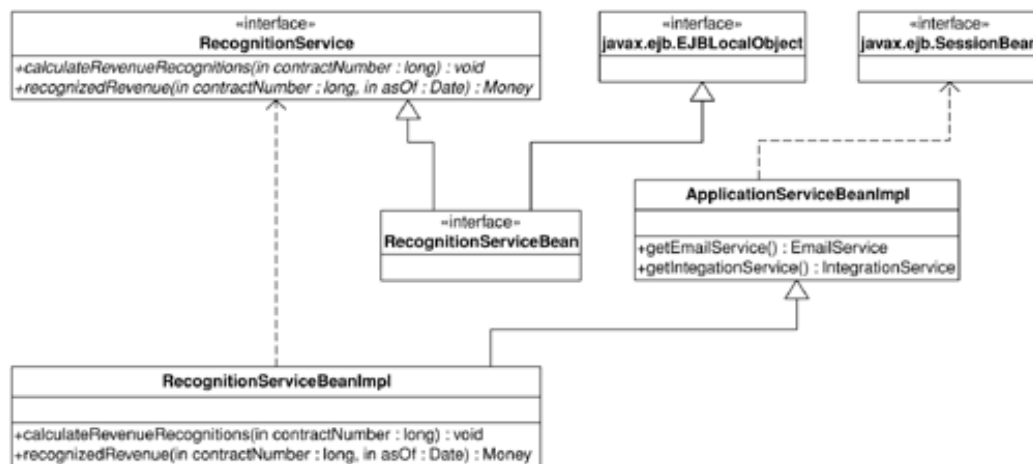 «interface»
RecognitionService
+calculateRevenueRecognitions(in contractNumber : long) : void
+recognizedRevenue(in contractNumber : long, in asOf : Date) : Money
«interface»
javax.ejb.EJBLocalObject
«interface»
javax.ejb.SessionBean
«interface»
RecognitionServiceBean
ApplicationServiceBeanImpl
+getEmailService() : EmailService
+getIntegationService() : IntegrationService
RecognitionServiceBeanImpl
+calculateRevenueRecognitions(in contractNumber : long) : void
+recognizedRevenue(in contractNumber : long, in asOf : Date) : Money